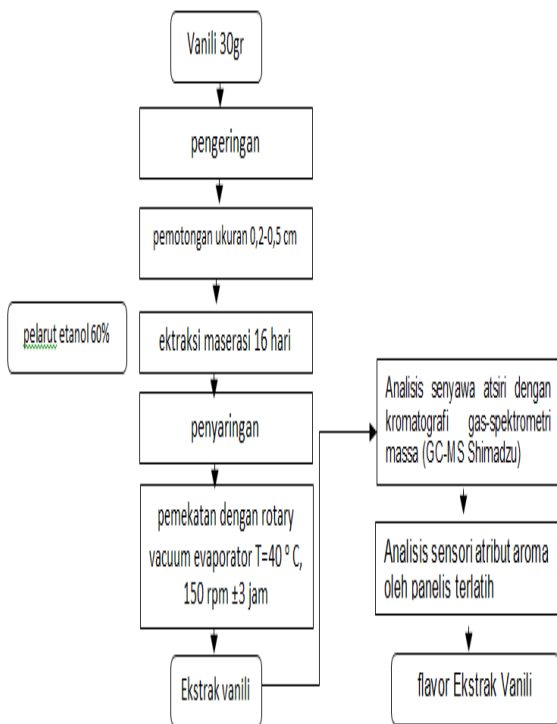 Vanili 30gr
pengeringan
pemotongan ukuran 0,2-0,5 cm
pelarut etanol 60%
ektraksi maserasi 16 hari
penyaringan
pemekatan dengan rotary
vacuum evaporator T=40 º C,
150 rpm ±3 jam
Ekstrak vanili
Analisis senyawa atsiri dengan
kromatografi gas-spektrometri
massa (GC-MS Shimadzu)
Analisis sensori atribut aroma
oleh panelis terlatih
flavor Ekstrak Vanili